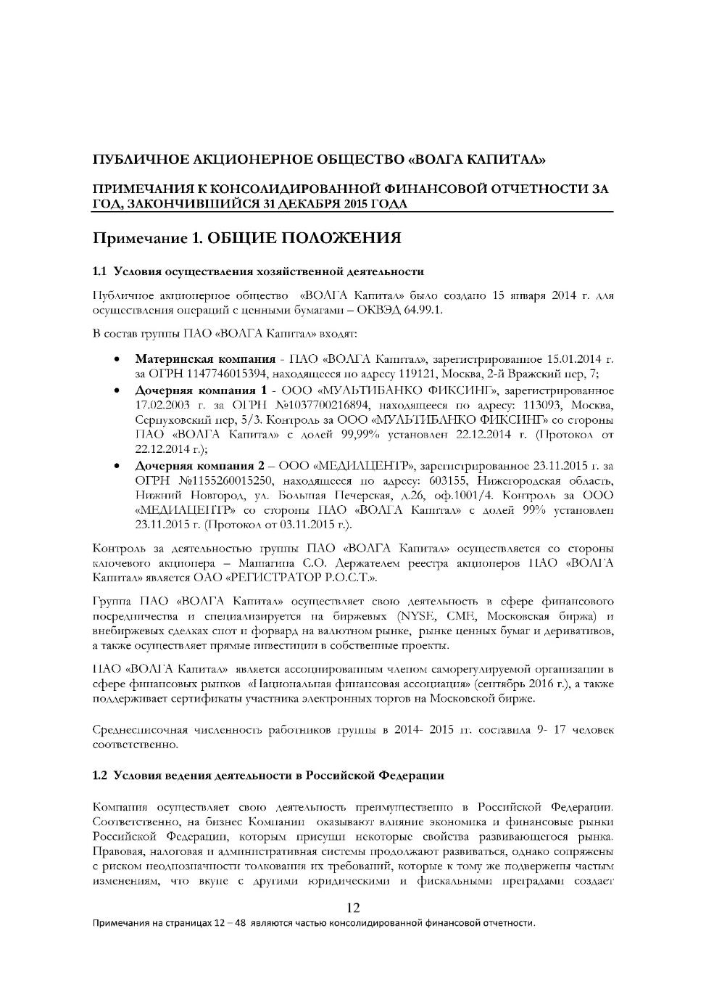 ПУБЛИЧНОЕ АКЦИОНЕРНОЕ ОБЩЕСТВО «ВОЛГА КАПИТАЛ»
ПРИМЕЧАНИЯ К КОНСОЛИДИРОВАННОЙ ФИНАНСОВОЙ ОТЧЕТНОСТИ ЗА
ГОД, ЗАКОНЧИВШИЙСЯ 31 ДЕКАБРЯ 2015 ГОДА
Примечание 1. ОБЩИЕ ПОЛОЖЕНИЯ
1.1 Условия осуществления хозяйственной деятельности
Публичное акционерное общество «ВОЛГА Капитал» было создано 15 января 2014 г. для
осуществления операций с ценными бумагами – ОКВЭД 64.99.1.
В состав группы ПАО «ВОЛГА Капитал» входят:
• Материнская компания - ПАО «ВОЛГА Капитал», зарегистрированное 15.01.2014 г.
за ОГРН 1147746015394, находящееся по адресу 119121, Москва, 2-й Вражский пер, 7;
• Дочерняя компания 1 - ООО «МУЛЬТИБАНКО ФИКСИНГ», зарегистрированное
17.02.2003 г. за ОГРН №1037700216894, находящееся по адресу: 113093, Москва,
Серпуховский пер, 5/3. Контроль за ООО «МУЛЬТИБАНКО ФИКСИНГ» со стороны
ПАО «ВОЛГА Капитал» с долей 99,99% установлен 22.12.2014 г. (Протокол от
22.12.2014 г.);
• Дочерняя компания 2 – ООО «МЕДИАЦЕНТР», зарегистрированное 23.11.2015 г. за
ОГРН №1155260015250, находящееся по адресу: 603155, Нижегородская область,
Нижний Новгород, ул. Большая Печерская, д.26, оф.1001/4. Контроль за ООО
«МЕДИАЦЕНТР» со стороны ПАО «ВОЛГА Капитал» с долей 99% установлен
23.11.2015 г. (Протокол от 03.11.2015 г.).
Контроль за деятельностью группы ПАО «ВОЛГА Капитал» осуществляется со стороны
ключевого акционера – Машагина С.О. Держателем реестра акционеров ПАО «ВОЛГА
Капитал» является ОАО «РЕГИСТРАТОР Р.О.С.Т.».
Группа ПАО «ВОЛГА Капитал» осуществляет свою деятельность в сфере финансового
посредничества и специализируется на биржевых (NYSE, CME, Московская биржа) и
внебиржевых сделках спот и форвард на валютном рынке, рынке ценных бумаг и деривативов,
а также осуществляет прямые инвестиции в собственные проекты.
ПАО «ВОЛГА Капитал» является ассоциированным членом саморегулируемой организации в
сфере финансовых рынков «Национальная финансовая ассоциация» (сентябрь 2016 г.), а также
поддерживает сертификаты участника электронных торгов на Московской бирже.
Среднесписочная численность работников группы в 2014- 2015 гг. составила 9- 17 человек
соответственно.
1.2 Условия ведения деятельности в Российской Федерации
Компания осуществляет свою деятельность преимущественно в Российской Федерации.
Соответственно, на бизнес Компании оказывают влияние экономика и финансовые рынки
Российской Федерации, которым присущи некоторые свойства развивающегося рынка.
Правовая, налоговая и административная системы продолжают развиваться, однако сопряжены
с риском неоднозначности толкования их требований, которые к тому же подвержены частым
изменениям, что вкупе с другими юридическими и фискальными преградами создает
12
Примечания на страницах 12 – 48 являются частью консолидированной финансовой отчетности.